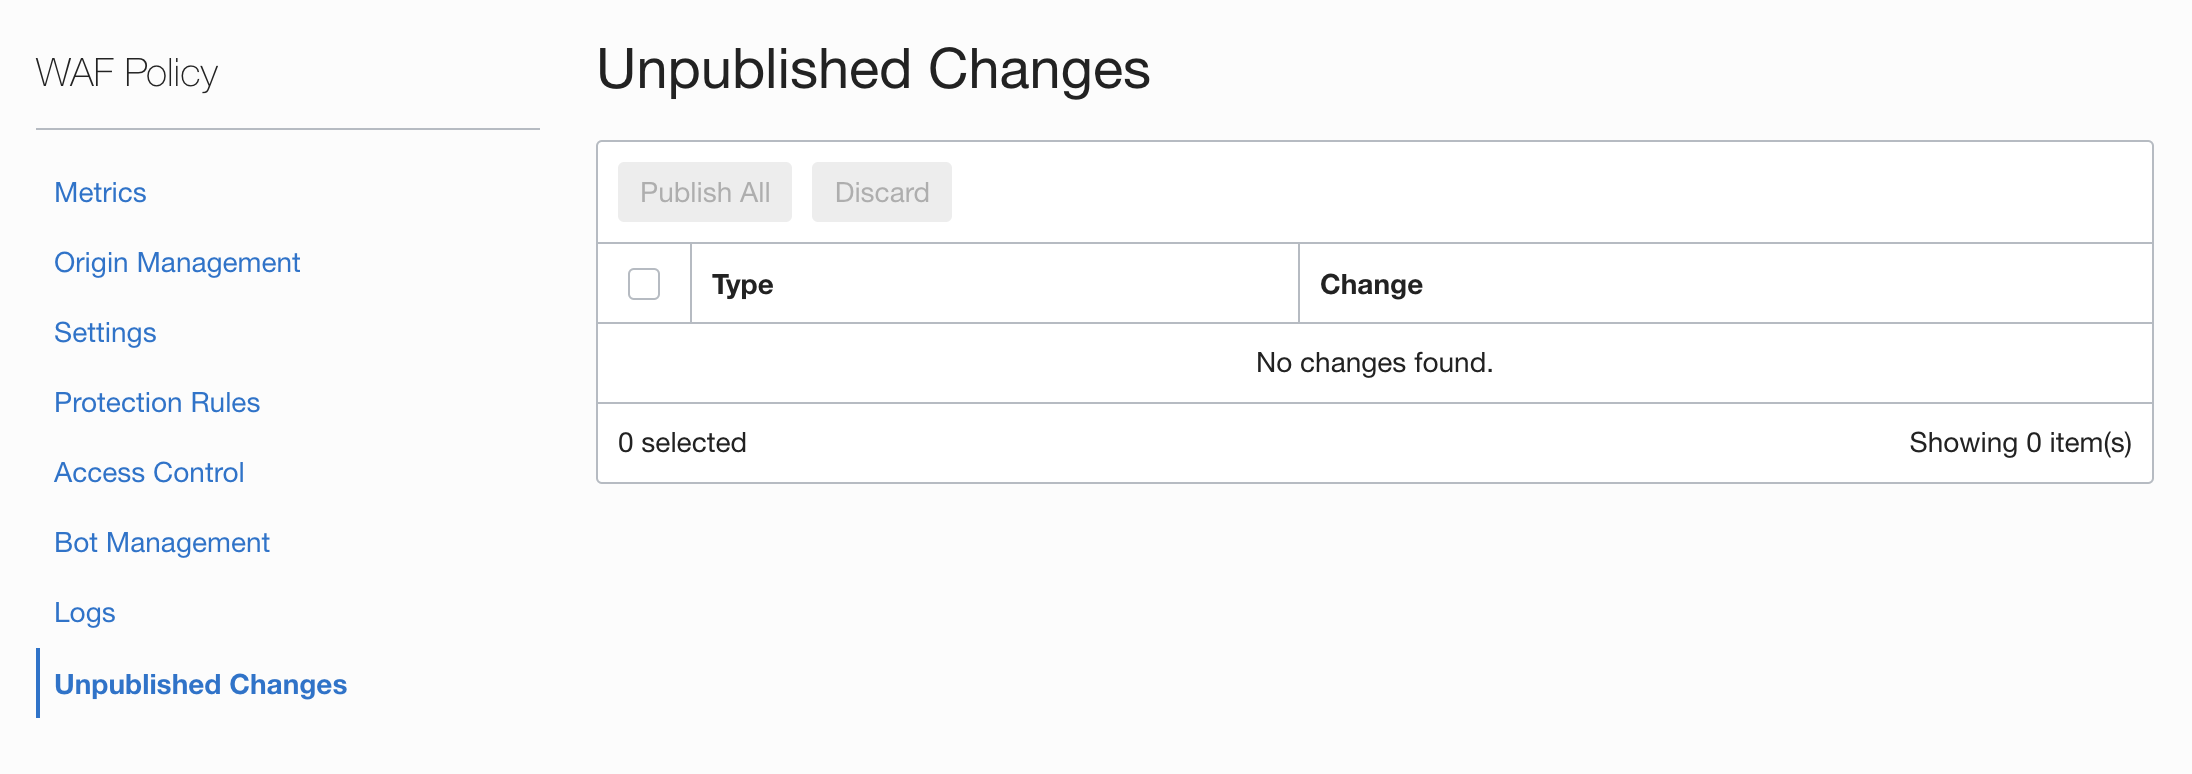 WAF Policy
Metrics
Origin Management
Settings
Protection Rules
Access Control
Bot Management
Logs
Unpublished Changes
Unpublished Changes
Publish All Discard
Type Change
No changes found.
0 selected Showing 0 item(s)